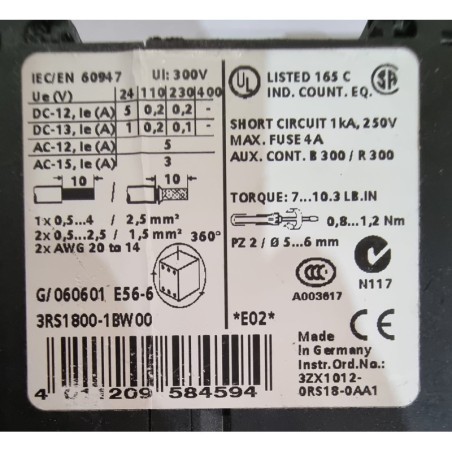 IEC/EN 60947 Ui: 300V
Ue (V) 24 110 230 400
DC-12, Ie (A) 5 0,2 0,2 -
DC-13, Ie (A) 1 0,2 0,1 -
AC-12, Ie (A) 5
AC-15, Ie (A) 3
10 / 10
1x 0,5...4 / 2,5 mm²
2x 0,5...2,5 / 1,5 mm²
2x AWG 20 to 14
360°
G/060601 E56-6
3RS1800-1BW00
UL LISTED 165 C
IND. CONT. EQ.
SA
SHORT CIRCUIT 1kA, 250V
MAX. FUSE 4A
AUX. CONT. B 300 / R 300
TORQUE: 7...10.3 LB.IN
0,8...1,2 Nm
PZ 2 / Ø 5...6 mm
CCC
A003617
N117
*E02*
CE
Made
in Germany
Instr.Ord.No.:
3ZX1012-
0RS18-0AA1
209 584594